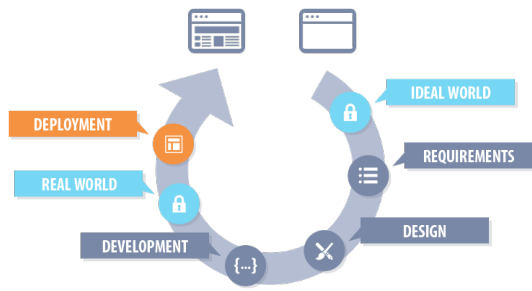 IDEAL WORLD
DEPLOYMENT
REQUIREMENTS
REAL WORLD
DESIGN
DEVELOPMENT
{...}